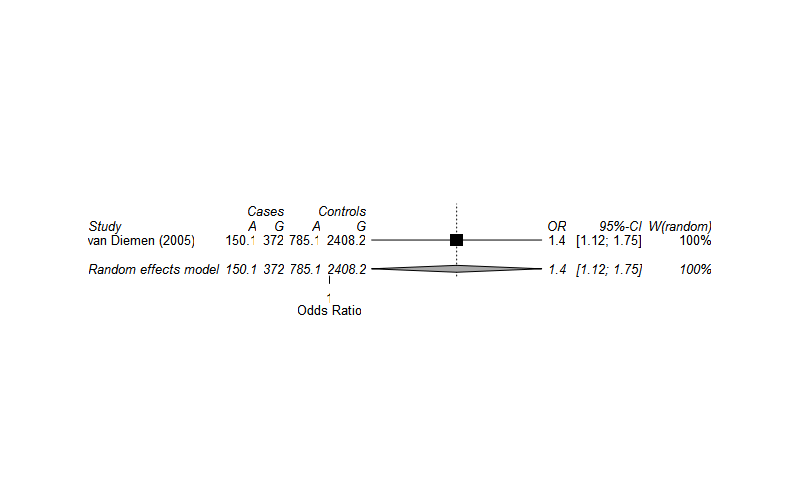 Cases Controls
Study A G A G OR 95%-CI W(random)
van Diemen (2005) 150.1 372 785.1 2408.2 1.4 [1.12; 1.75] 100%
Random effects model 150.1 372 785.1 2408.2 1.4 [1.12; 1.75] 100%
1
Odds Ratio